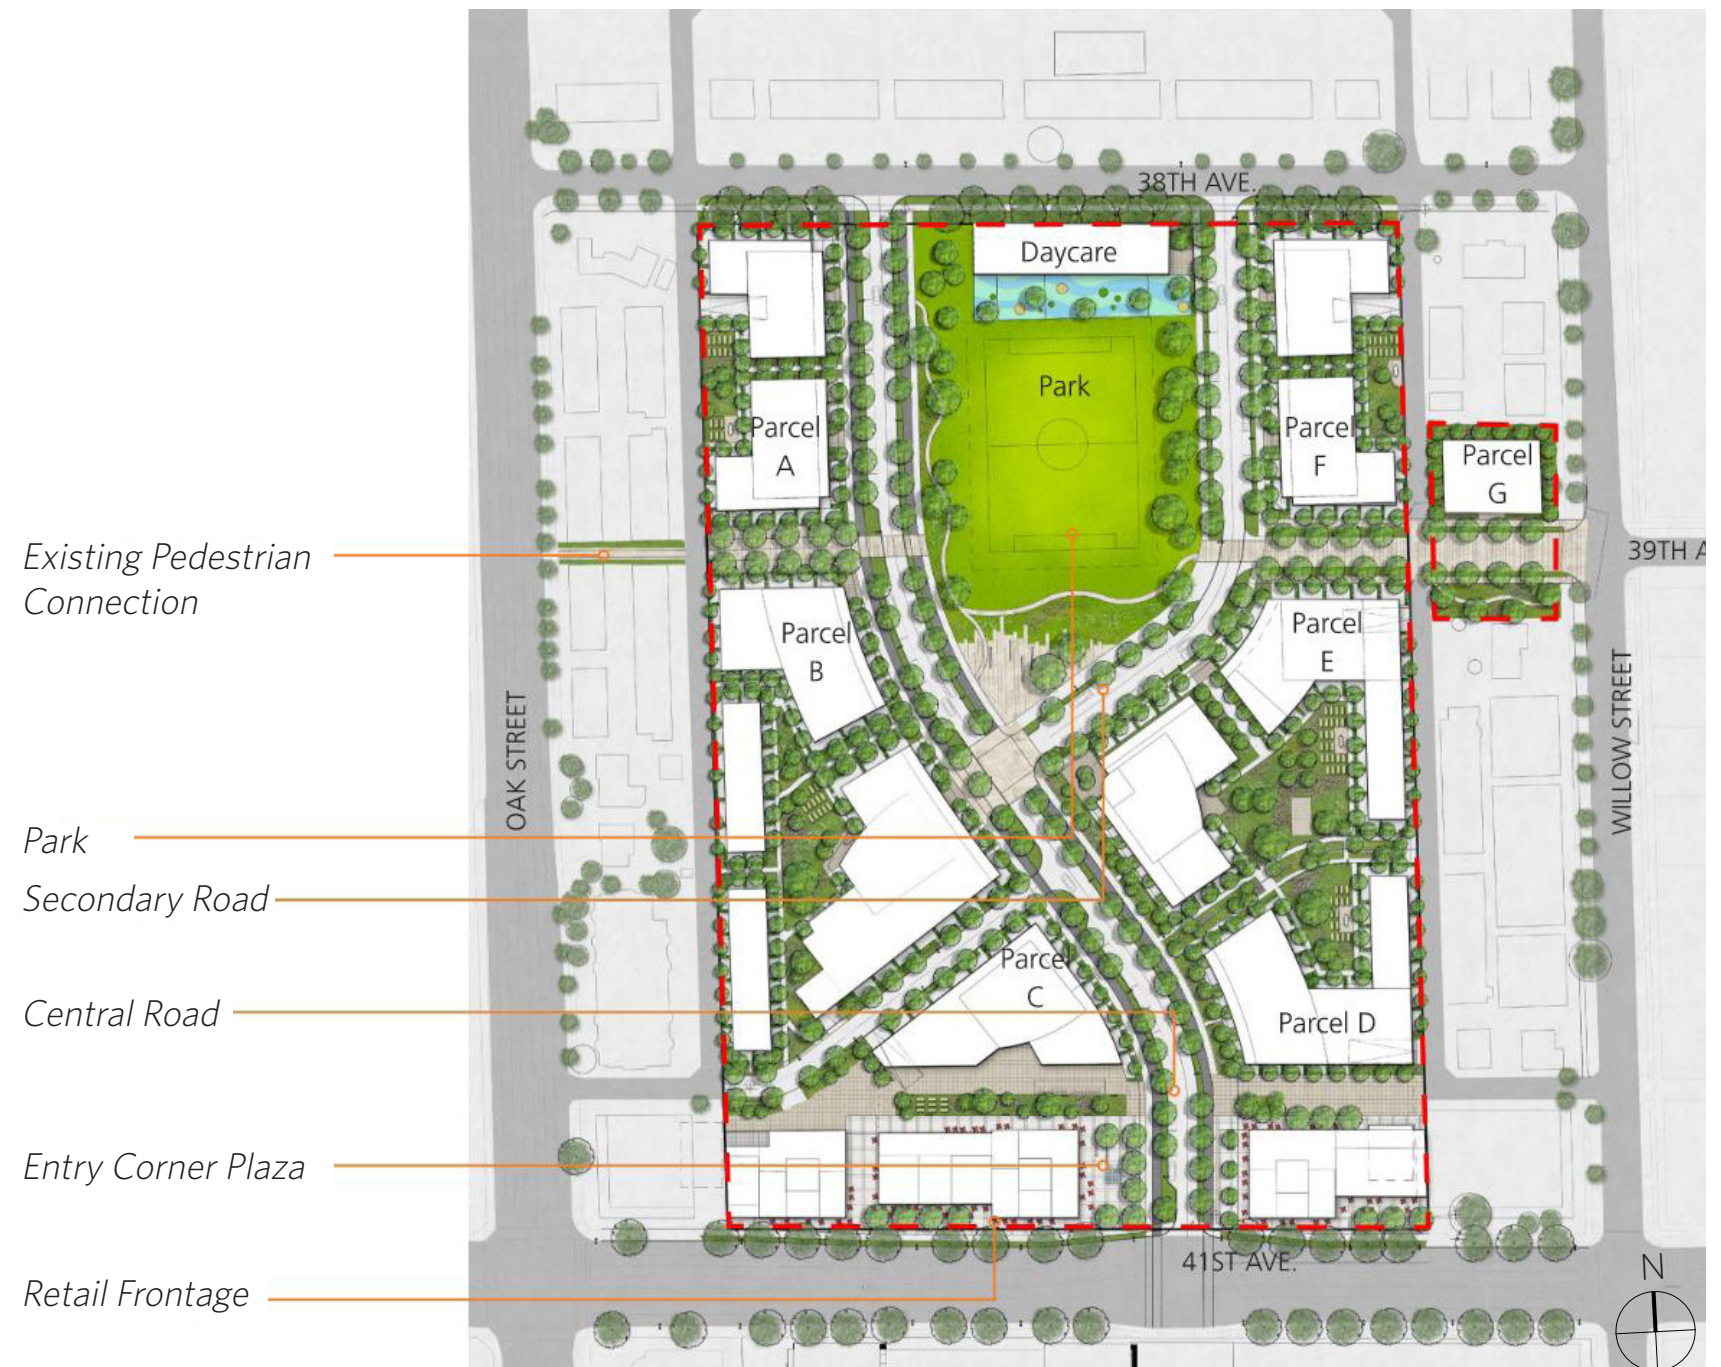 38TH AVE.
Daycare
Park
Parcel
A
Parcel
F
Parcel
G
39TH A
Existing Pedestrian
Connection
Parcel
B
Parcel
E
OAK STREET
WILLOW STREET
Park
Secondary Road
Parcel
C
Central Road
Parcel D
Entry Corner Plaza
41ST AVE.
Retail Frontage
N